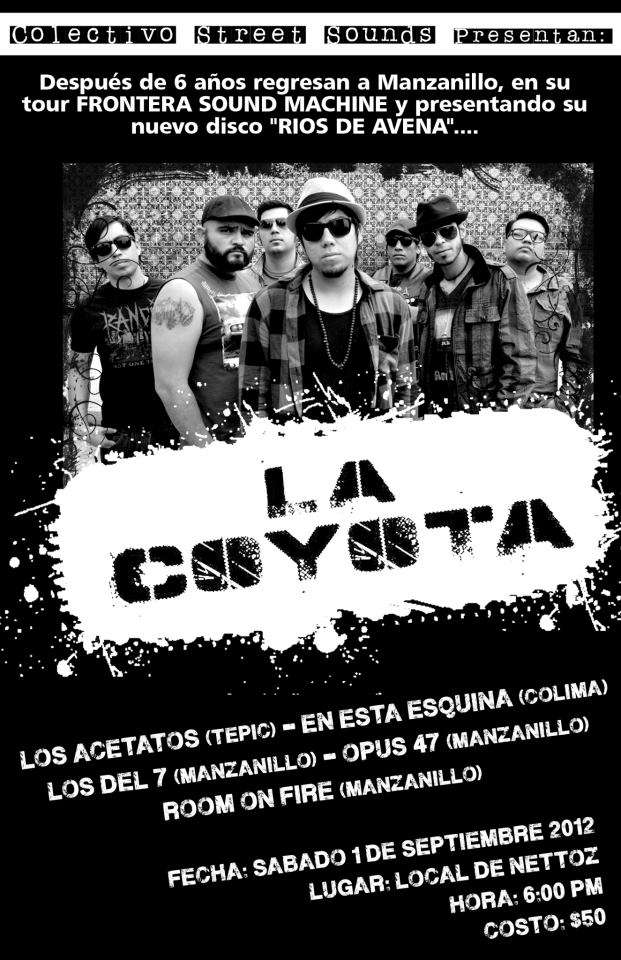 Colectivo Street Sounds Presentan:
Después de 6 años regresan a Manzanillo, en su
tour FRONTERA SOUND MACHINE y presentando su
nuevo disco "RIOS DE AVENA"....
LA
COYOTA
LOS ACETATOS (TEPIC) - EN ESTA ESQUINA (COLIMA)
LOS DEL 7 (MANZANILLO) - OPUS 47 (MANZANILLO)
ROOM ON FIRE (MANZANILLO)
FECHA: SABADO 1 DE SEPTIEMBRE 2012
LUGAR: LOCAL DE NETTOZ
HORA: 6:00 PM
COSTO: $50